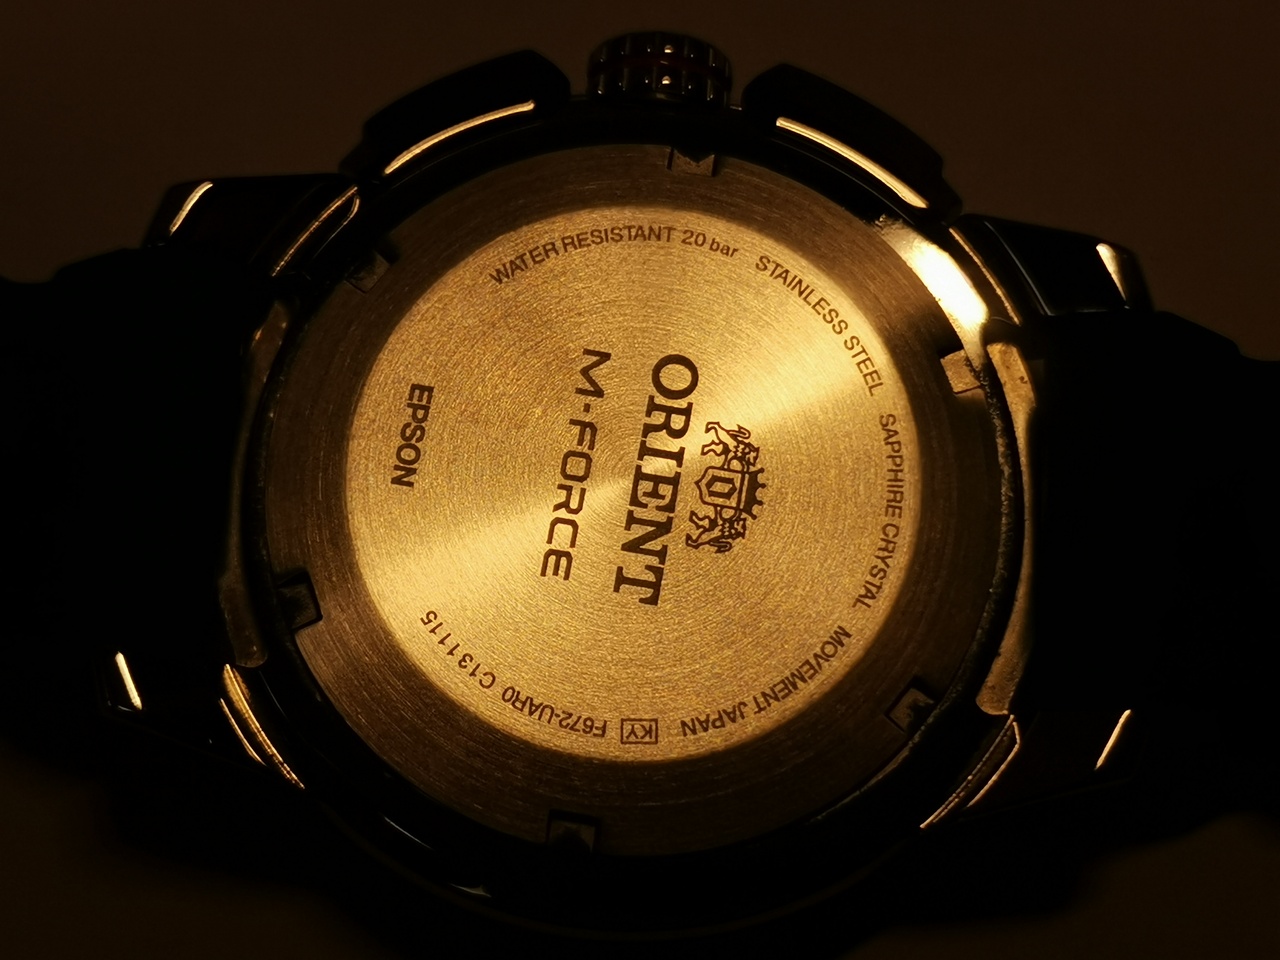 WATER RESISTANT 20 bar
STAINLESS STEEL
SAPPHIRE CRYSTAL
MOVEMENT JAPAN
KY
F672-UAR0 C131115
ORIENT
M-FORCE
EPSON